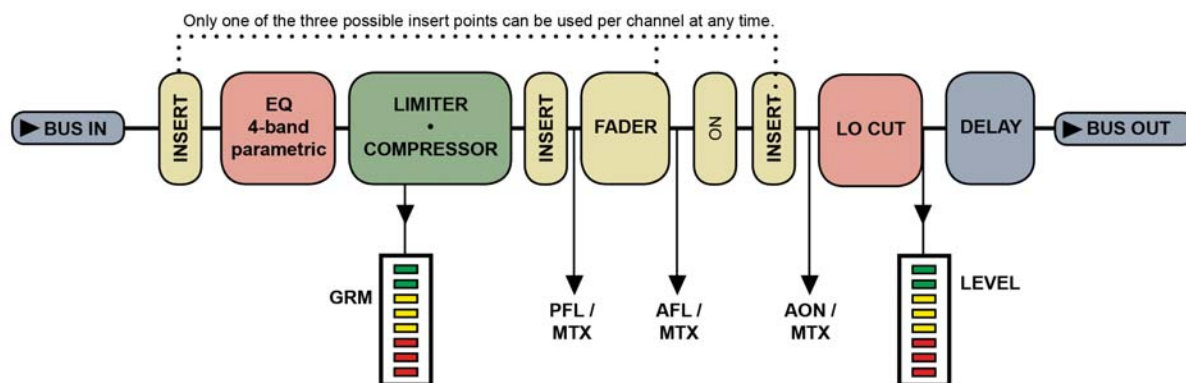 Only one of the three possible insert points can be used per channel at any time.
▶ BUS IN
INSERT
EQ
4-band
parametric
LIMITER
•
COMPRESSOR
INSERT
FADER
ON
INSERT
LO CUT
DELAY
▶ BUS OUT
GRM
PFL /
MTX
AFL /
MTX
AON /
MTX
LEVEL